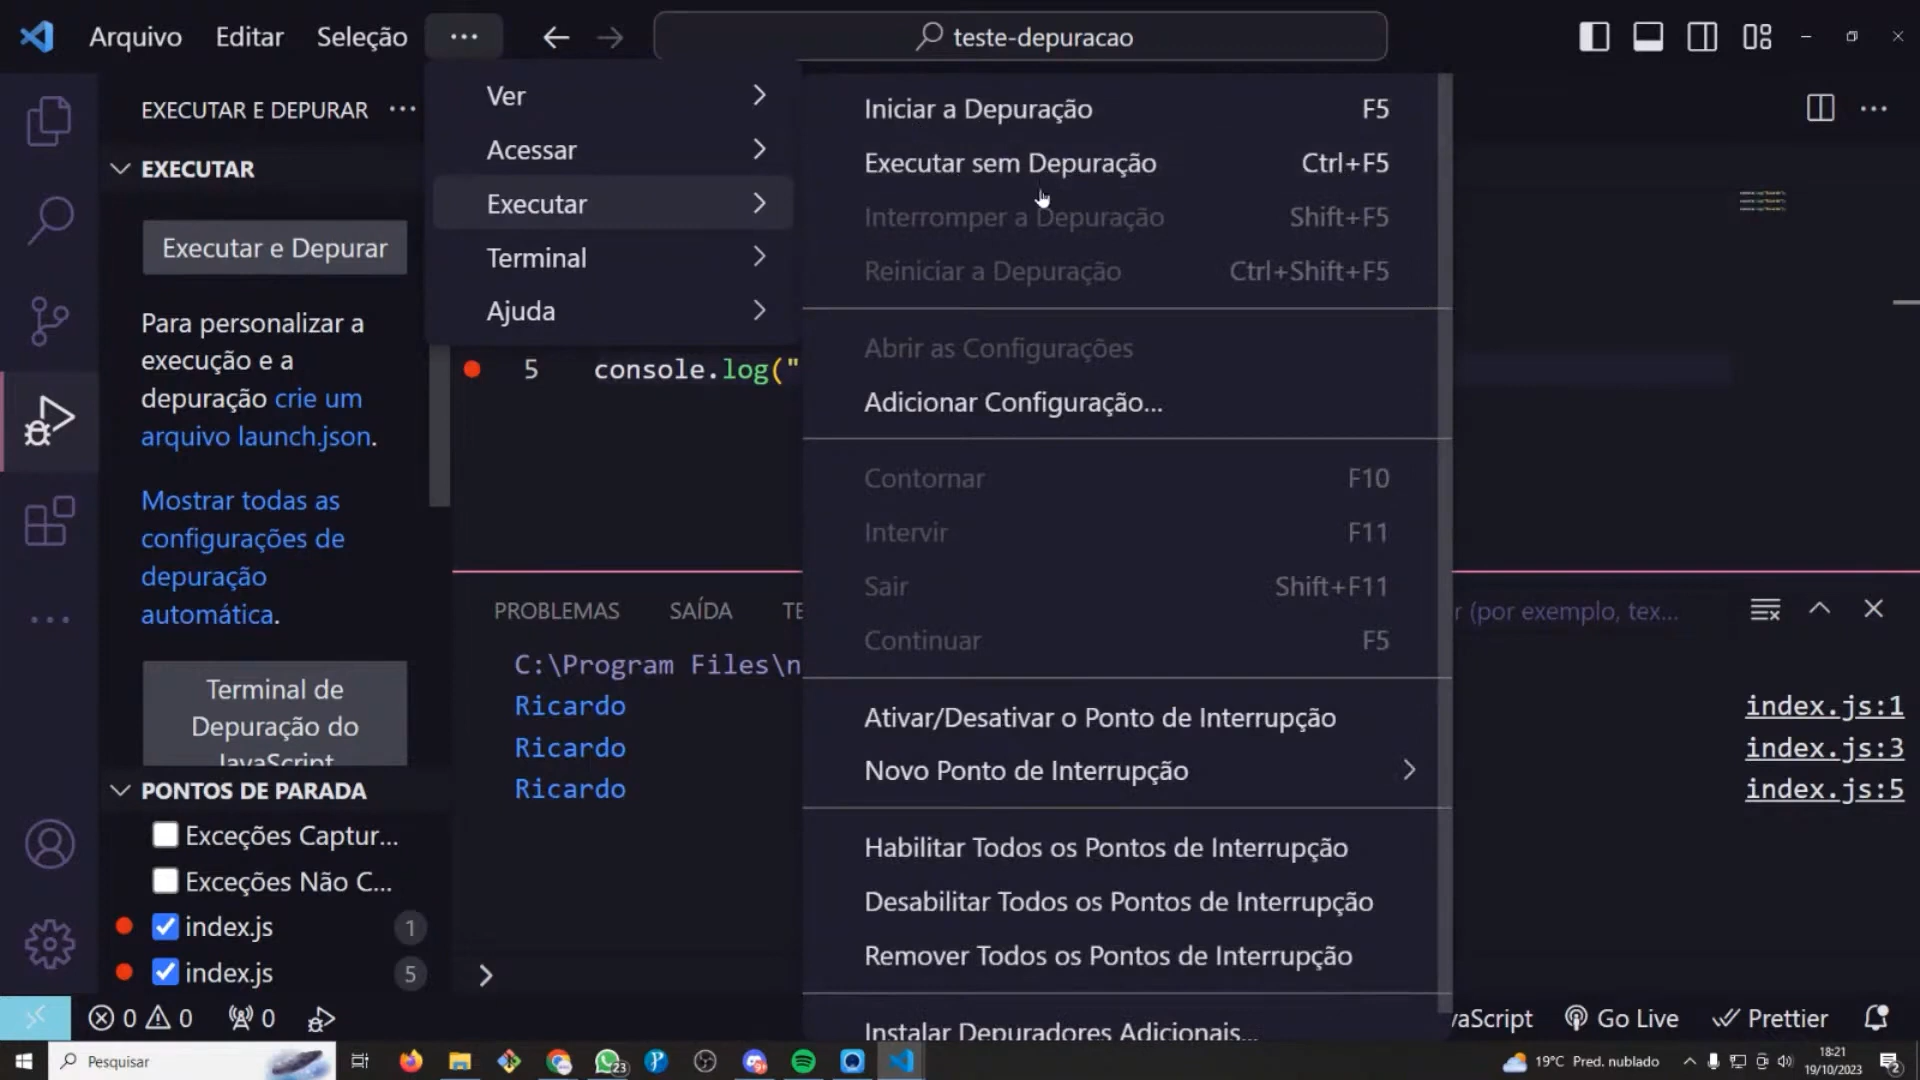 Arquivo Editar Seleção ··· teste-depuracao
EXECUTAR E DEPURAR ···
EXECUTAR
Executar e Depurar
Para personalizar a
execução e a
depuração crie um
arquivo launch.json.
Mostrar todas as
configurações de
depuração
automática.
Terminal de
Depuração do
JavaScript
PONTOS DE PARADA
Exceções Captur...
Exceções Não C...
index.js 1
index.js 5
Ver
Acessar
Executar
Terminal
Ajuda
Iniciar a Depuração F5
Executar sem Depuração Ctrl+F5
Interromper a Depuração Shift+F5
Reiniciar a Depuração Ctrl+Shift+F5
Abrir as Configurações
Adicionar Configuração...
Contornar F10
Intervir F11
Sair Shift+F11
Continuar F5
Ativar/Desativar o Ponto de Interrupção
Novo Ponto de Interrupção
Habilitar Todos os Pontos de Interrupção
Desabilitar Todos os Pontos de Interrupção
Remover Todos os Pontos de Interrupção
Instalar Depuradores Adicionais...
5 console.log("
PROBLEMAS SAÍDA TE
r (por exemplo, tex...
C:\Program Files\n
Ricardo index.js:1
Ricardo index.js:3
Ricardo index.js:5
0 0 0 vaScript Go Live Prettier
Pesquisar 23 19°C Pred. nublado 18:21
19/10/2023 2